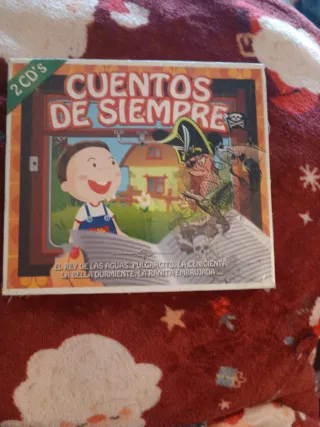 2 CD's
CUENTOS
DE SIEMPRE
EL REY DE LAS AGUAS, PULGARCITO, LA CENICIENTA,
LA BELLA DURMIENTE, LA RANITA EMBRUJADA ...